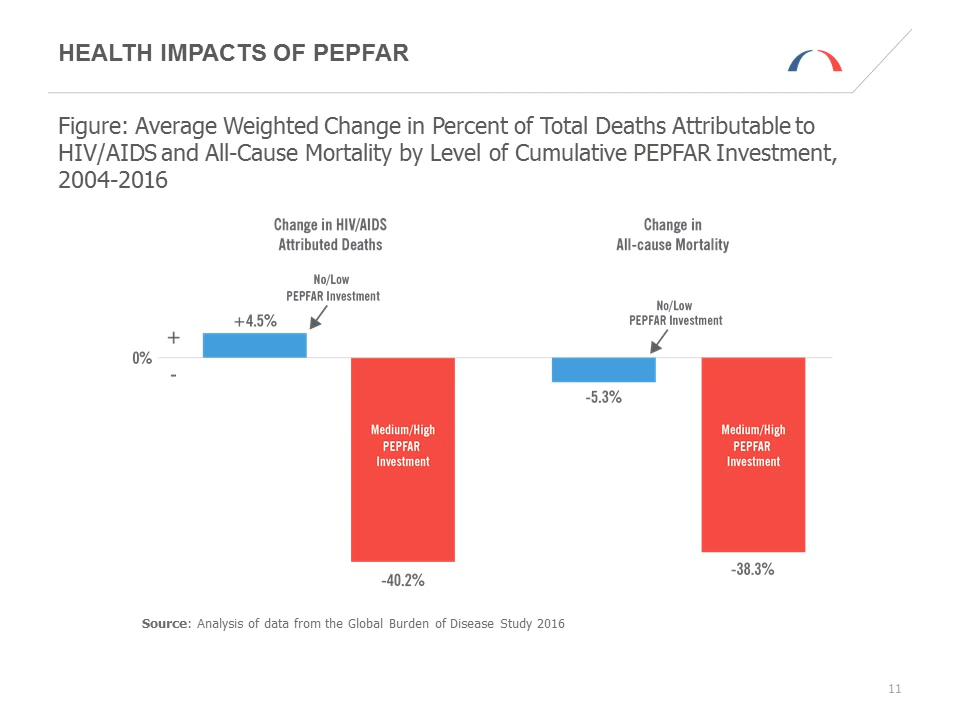 HEALTH IMPACTS OF PEPFAR
Figure: Average Weighted Change in Percent of Total Deaths Attributable to
HIV/AIDS and All-Cause Mortality by Level of Cumulative PEPFAR Investment,
2004-2016
Change in HIV/AIDS
Attributed Deaths
No/Low
PEPFAR Investment
+4.5%
+
0%
-
Medium/High
PEPFAR
Investment
-40.2%
Change in
All-cause Mortality
No/Low
PEPFAR Investment
-5.3%
Medium/High
PEPFAR
Investment
-38.3%
Source: Analysis of data from the Global Burden of Disease Study 2016
11